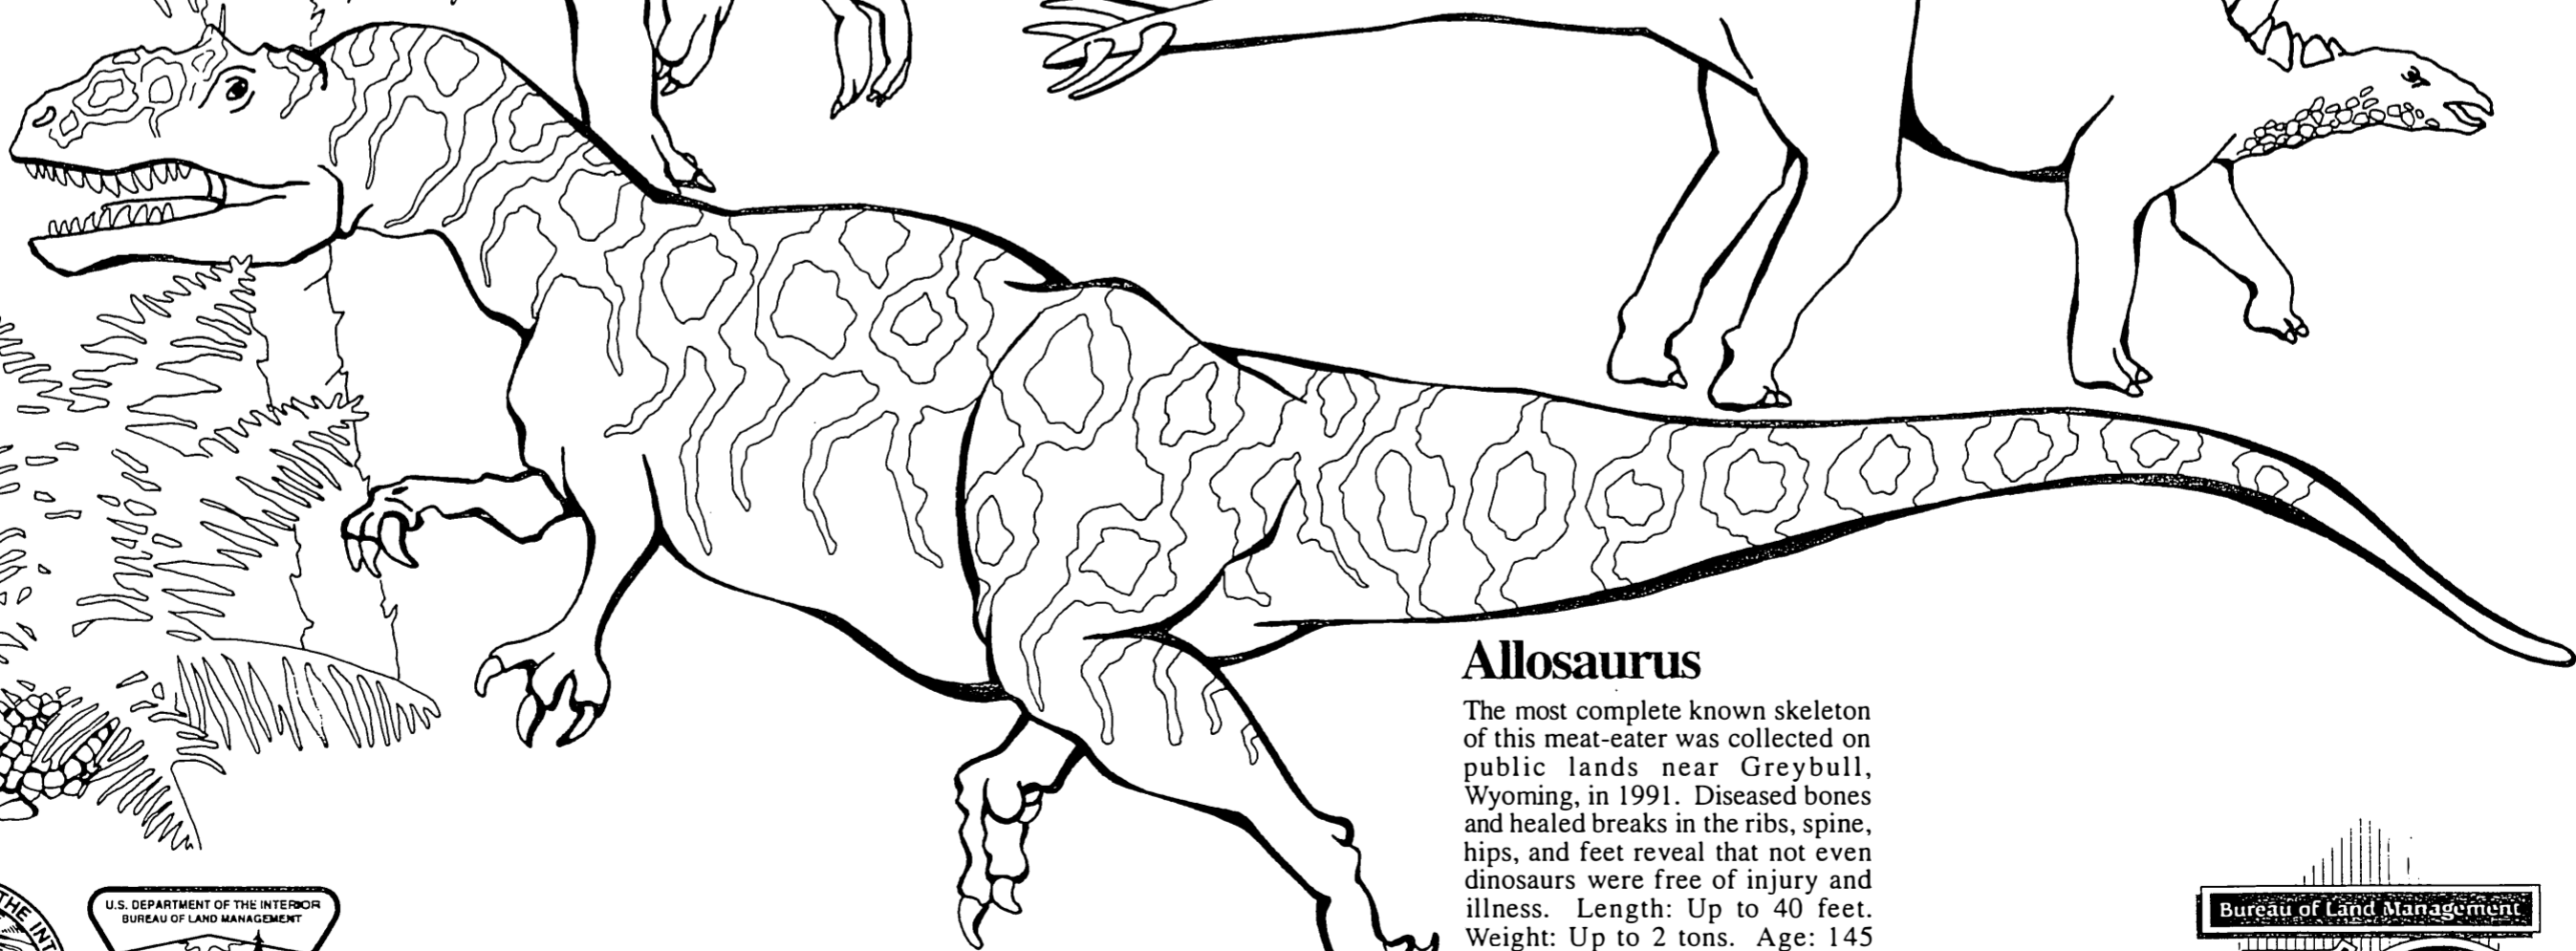 Allosaurus
The most complete known skeleton
of this meat-eater was collected on
public lands near Greybull,
Wyoming, in 1991. Diseased bones
and healed breaks in the ribs, spine,
hips, and feet reveal that not even
dinosaurs were free of injury and
illness. Length: Up to 40 feet.
Weight: Up to 2 tons. Age: 145
THE INT
U.S. DEPARTMENT OF THE INTERIOR
BUREAU OF LAND MANAGEMENT
Bureau of Land Management